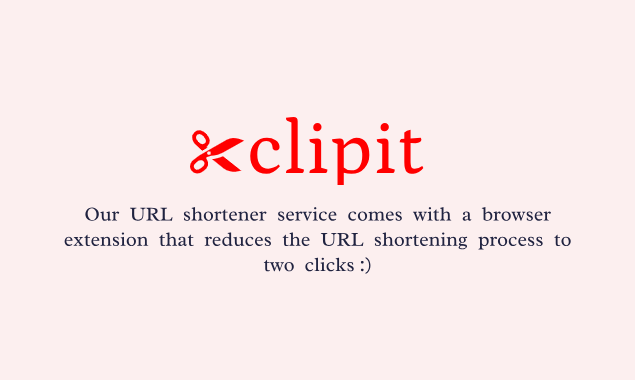 clipit
Our URL shortener service comes with a browser
extension that reduces the URL shortening process to
two clicks :)